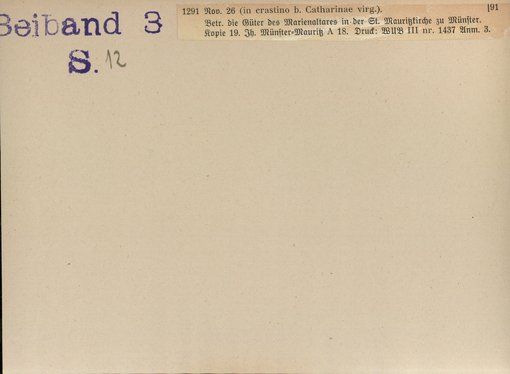 Beiband 3
S. 12
1291 Nov. 26 (in crastino b. Catharinae virg.). [91
Betr. die Güter des Marienaltares in der St. Mauritzkirche zu Münster.
Kopie 19. Jh. Münster-Mauritz A 18. Druck: WUB III nr. 1437 Anm. 3.